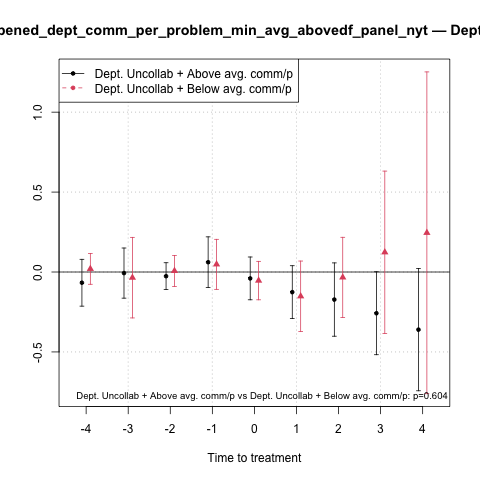 pened_dept_comm_per_problem_min_avg_abovedf_panel_nyt — Dept
Dept. Uncollab + Above avg. comm/p
Dept. Uncollab + Below avg. comm/p
1.0
0.5
0.0
-0.5
Dept. Uncollab + Above avg. comm/p vs Dept. Uncollab + Below avg. comm/p: p=0.604
-4 -3 -2 -1 0 1 2 3 4
Time to treatment